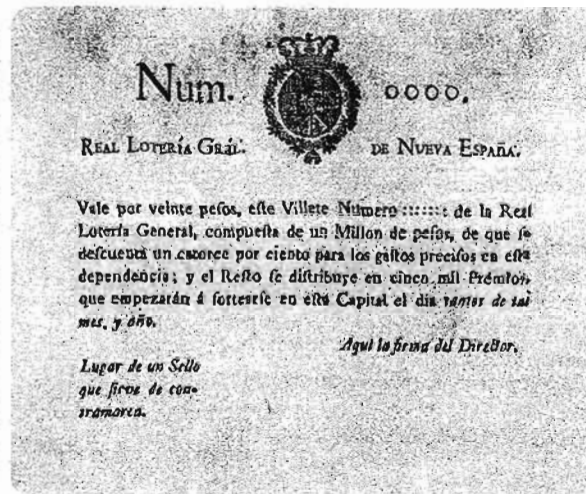 Num. 0000.
REAL LOTERÍA GRÁL. DE NUEVA ESPAÑA.
Vale por veinte pesos, este Villete Numero :::::: de la Real
Lotería General, compuesta de un Millon de pesos, de que se
descuenta un catorce por ciento para los gastos precisos en esta
dependencia; y el Resto se distribuye en cinco mil Prémios,
que empezarán á sortearse en esta Capital el dia tantos de tal
mes, y año.
Aqui la firma del Director.
Lugar de un Sello
que sirve de con-
tramarca.